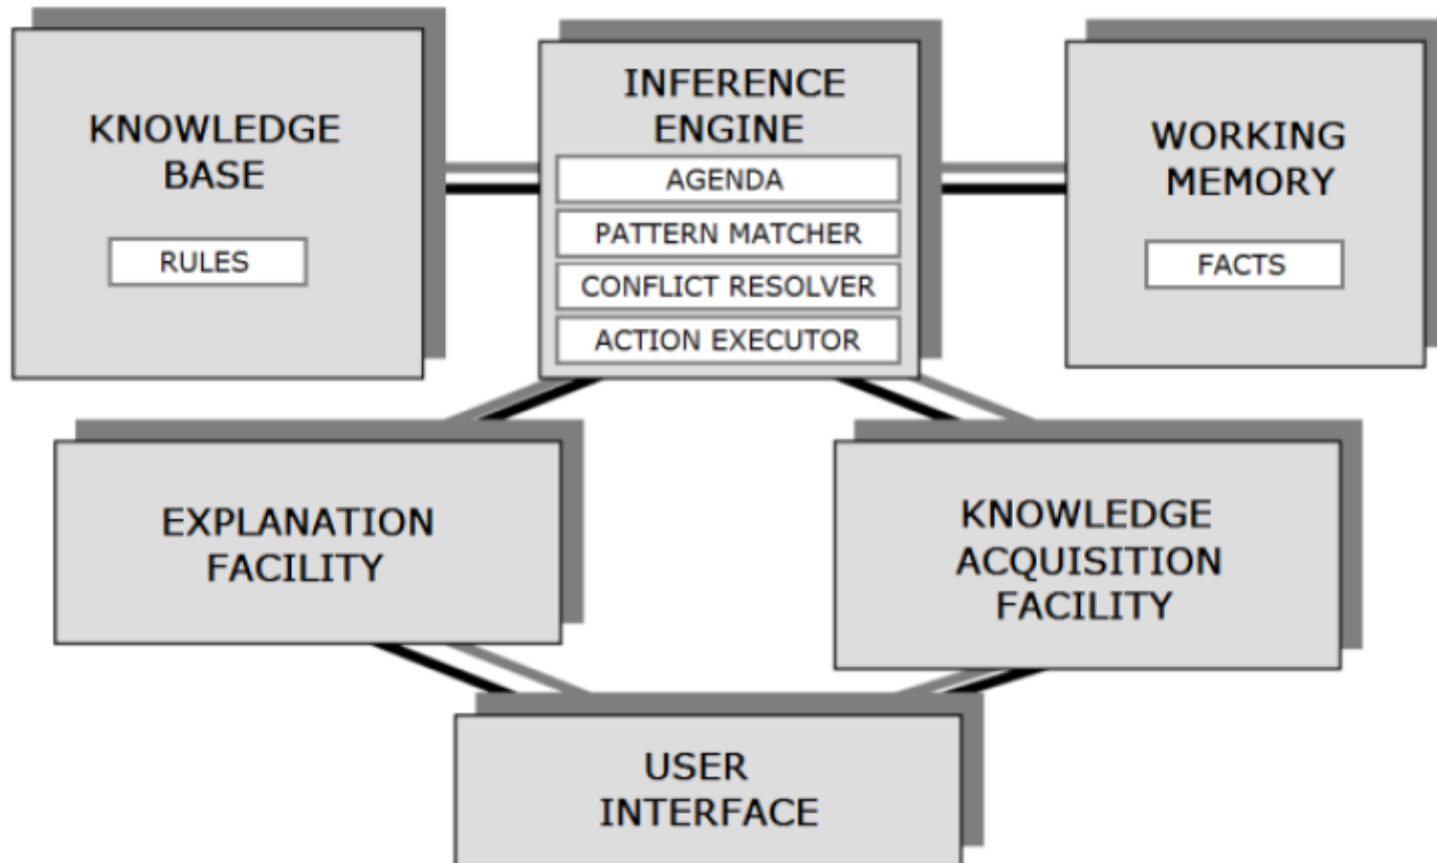 KNOWLEDGE
BASE
RULES
INFERENCE
ENGINE
AGENDA
PATTERN MATCHER
CONFLICT RESOLVER
ACTION EXECUTOR
WORKING
MEMORY
FACTS
EXPLANATION
FACILITY
KNOWLEDGE
ACQUISITION
FACILITY
USER
INTERFACE